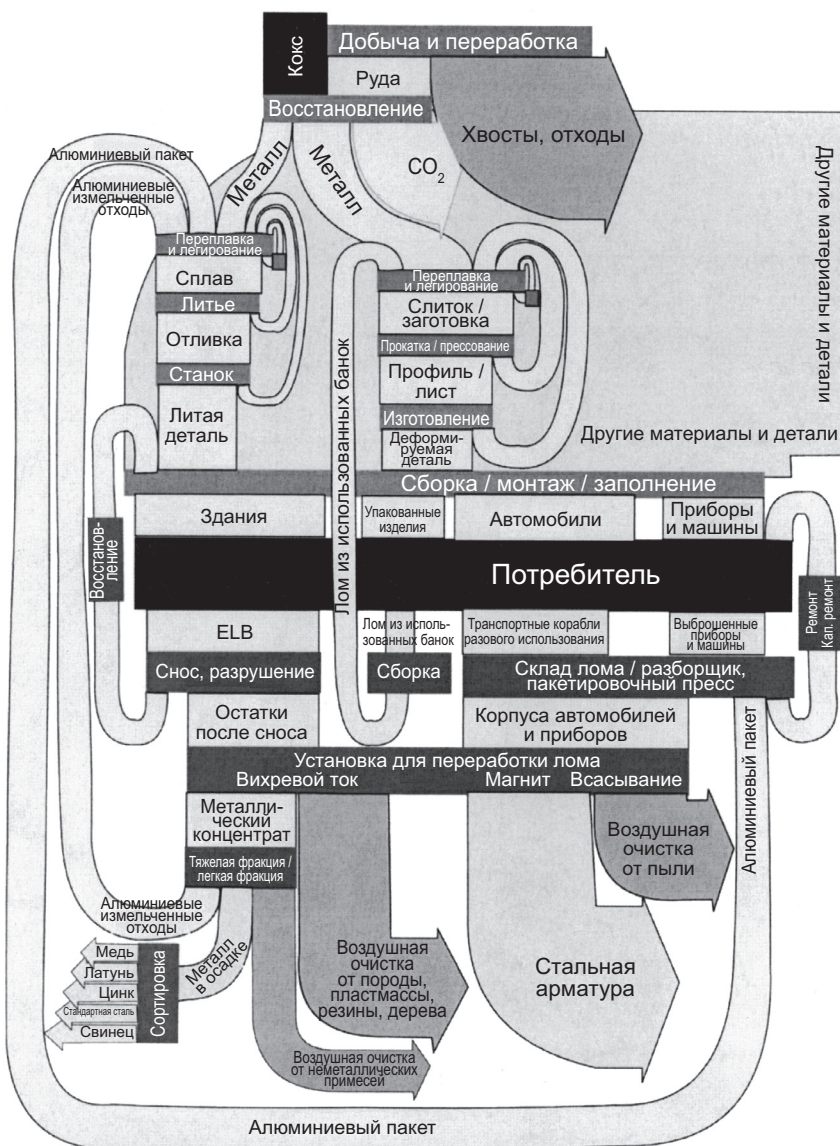 Кокс
Добыча и переработка
Руда
Восстановление
Хвосты, отходы
Алюминиевый пакет
Алюминиевые
измельченные
отходы
Металл
Металл
CO2
Другие материалы и детали
Переплавка
и легирование
Сплав
Литье
Отливка
Станок
Литая
деталь
Переплавка
и легирование
Слиток /
заготовка
Прокатка / прессование
Профиль /
лист
Изготовление
Деформи-
руемая
деталь
Лом из использованных банок
Другие материалы и детали
Сборка / монтаж / заполнение
Здания
Упакованные
изделия
Автомобили
Приборы
и машины
Восстанов-
ление
Потребитель
Ремонт
Кап. ремонт
ELB
Лом из исполь-
зованных банок
Транспортные корабли
разового использования
Выброшенные
приборы
и машины
Снос, разрушение
Сборка
Склад лома / разборщик,
пакетировочный пресс
Остатки
после сноса
Корпуса автомобилей
и приборов
Установка для переработки лома
Вихревой ток
Магнит
Всасывание
Алюминиевый пакет
Металли-
ческий
концентрат
Тяжелая фракция /
легкая фракция
Воздушная
очистка
от пыли
Алюминиевые
измельченные
отходы
Металл
в осадке
Сортировка
Медь
Латунь
Цинк
Стандартная сталь
Свинец
Воздушная
очистка
от породы,
пластмассы,
резины, дерева
Стальная
арматура
Воздушная очистка
от неметаллических
примесей
Алюминиевый пакет